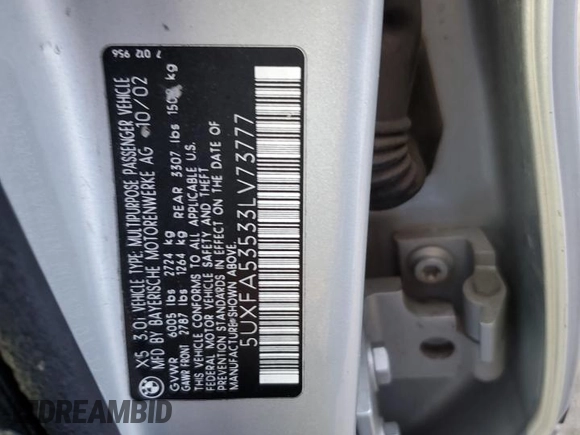 X5 3.0i VEHICLE TYPE MULTIPURPOSE PASSENGER VEHICLE
MFD BY BAYERISCHE MOTORENWERKE AG 10/02
GVWR 6005 lbs 2724 kg
GAWR FRONT 2787 lbs 1264 kg REAR 3307 lbs 1500 kg
THIS VEHICLE CONFORMS TO ALL APPLICABLE U.S.
FEDERAL MOTOR VEHICLE SAFETY AND THEFT
PREVENTION STANDARDS IN EFFECT ON THE DATE OF
MANUFACTURE SHOWN ABOVE.
5UXFA53533LV73777
7 012 956
DREAMBID